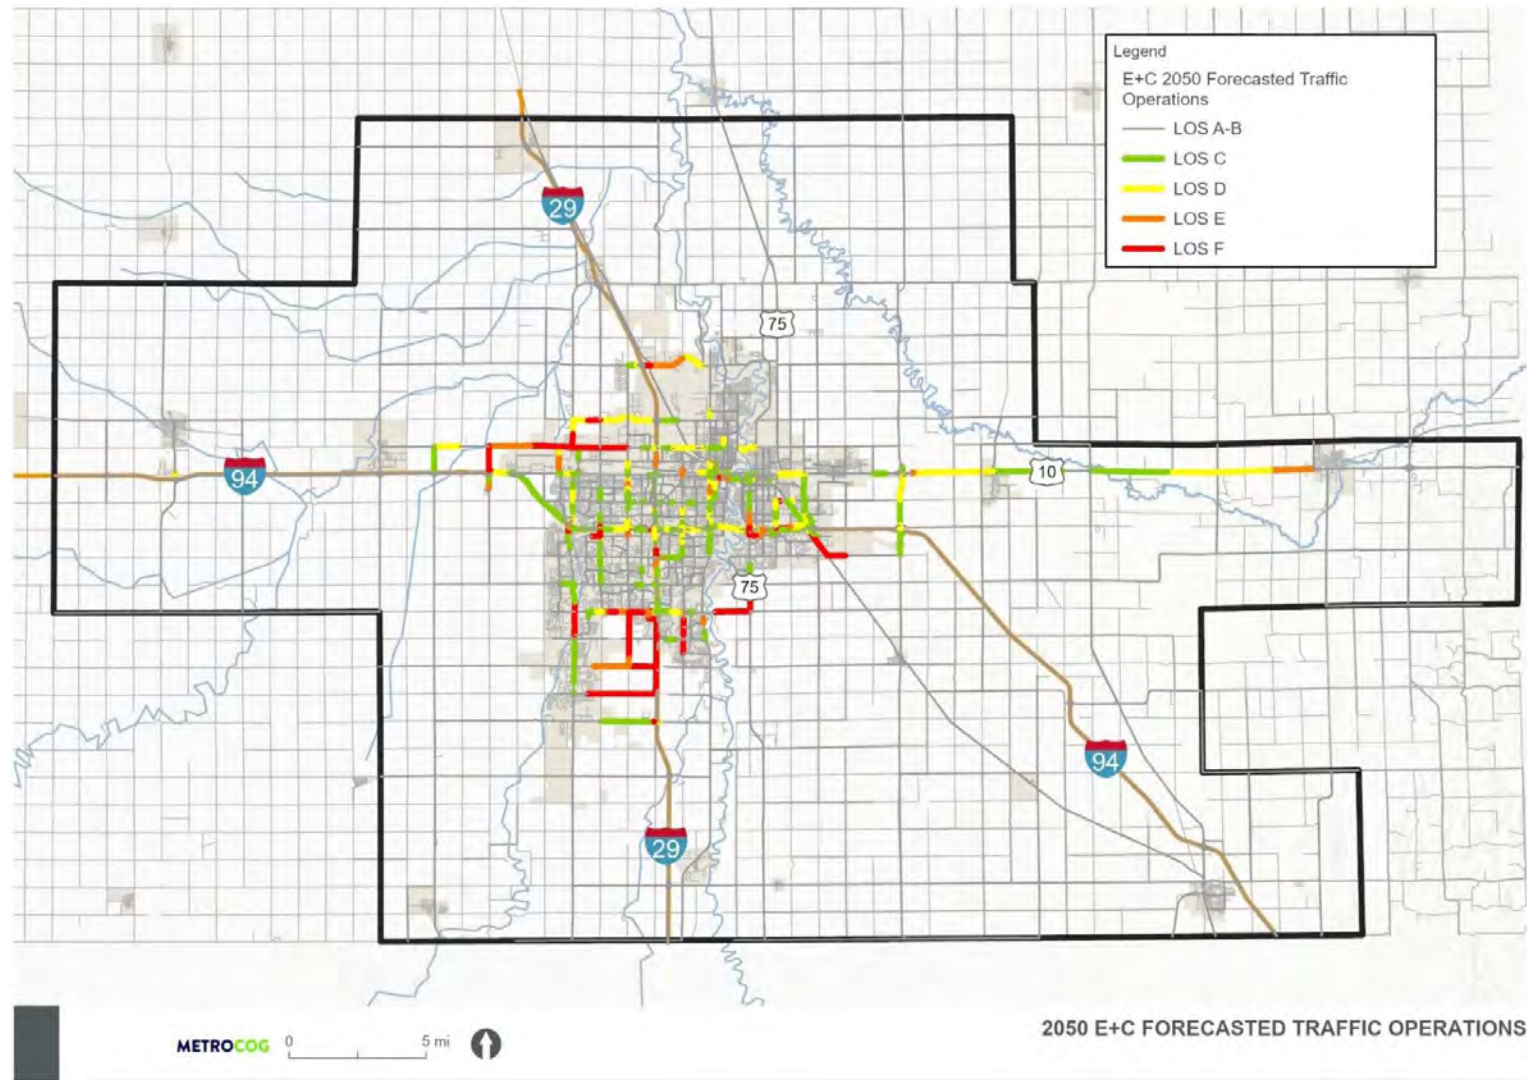 Legend
E+C 2050 Forecasted Traffic
Operations
LOS A-B
LOS C
LOS D
LOS E
LOS F
29
75
94
10
75
94
29
METROCOG
0
5 mi
2050 E+C FORECASTED TRAFFIC OPERATIONS